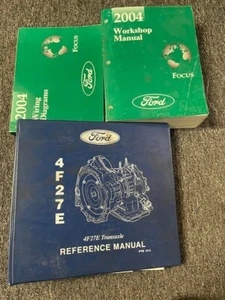 2004
Workshop
Manual
FOCUS
Ford
FOCUS
Ford
2004
Wiring
Diagrams
Ford
4F27E
4F27E Transaxle
REFERENCE MANUAL